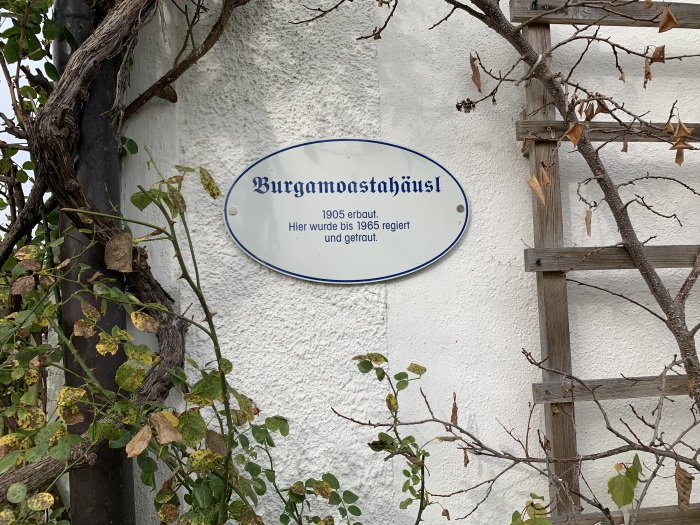 Burgamoastahäusl
1905 erbaut.
Hier wurde bis 1965 regiert
und getraut.